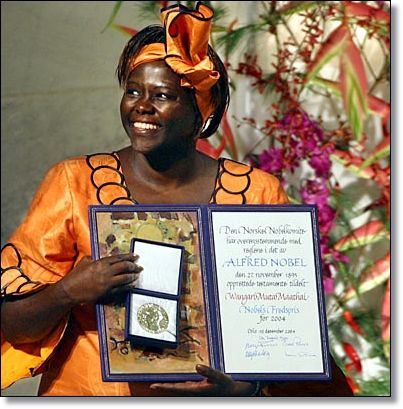 Den Norske Nobelkomite
har overensstemmende med
reglene i det av
ALFRED NOBEL
den 27. november 1895
opprettede testamente tildelt
Wangari Muta Maathai
Nobels Fredspris
for 2004
Oslo, 10. desember 2004